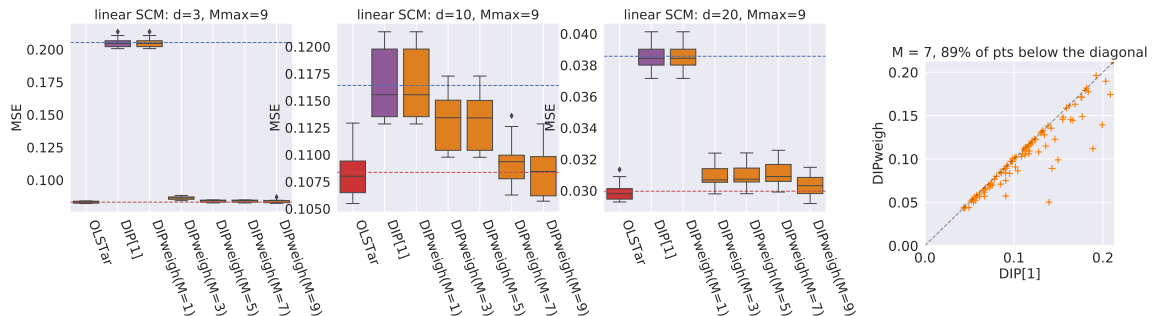 linear SCM: d=3, Mmax=9
MSE
0.200
0.175
0.150
0.125
0.100
OLSTar
DIP[1]
DIPweigh(M=1)
DIPweigh(M=3)
DIPweigh(M=5)
DIPweigh(M=7)
DIPweigh(M=9)
linear SCM: d=10, Mmax=9
MSE
0.1200
0.1175
0.1150
0.1125
0.1100
0.1075
0.1050
OLSTar
DIP[1]
DIPweigh(M=1)
DIPweigh(M=3)
DIPweigh(M=5)
DIPweigh(M=7)
DIPweigh(M=9)
linear SCM: d=20, Mmax=9
MSE
0.040
0.038
0.036
0.034
0.032
0.030
OLSTar
DIP[1]
DIPweigh(M=1)
DIPweigh(M=3)
DIPweigh(M=5)
DIPweigh(M=7)
DIPweigh(M=9)
M = 7, 89% of pts below the diagonal
DIPweigh
0.20
0.15
0.10
0.05
0.00
0.0
0.1
0.2
DIP[1]